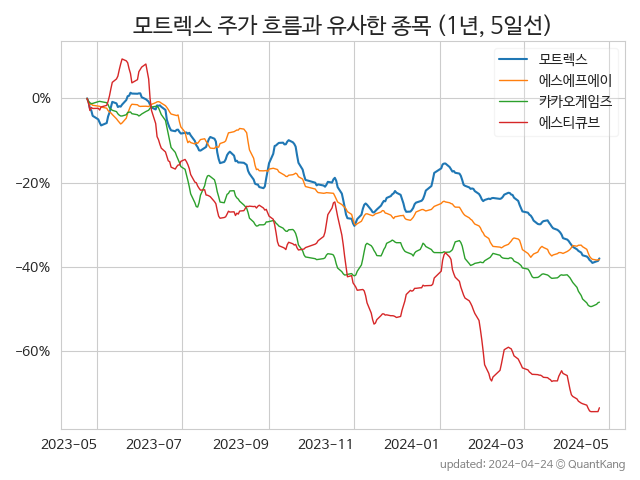 모트렉스 주가 흐름과 유사한 종목 (1년, 5일선)
모트렉스
에스에프에이
카카오게임즈
에스티큐브
0%
−20%
−40%
−60%
2023-05 2023-07 2023-09 2023-11 2024-01 2024-03 2024-05
updated: 2024-04-24 © QuantKang